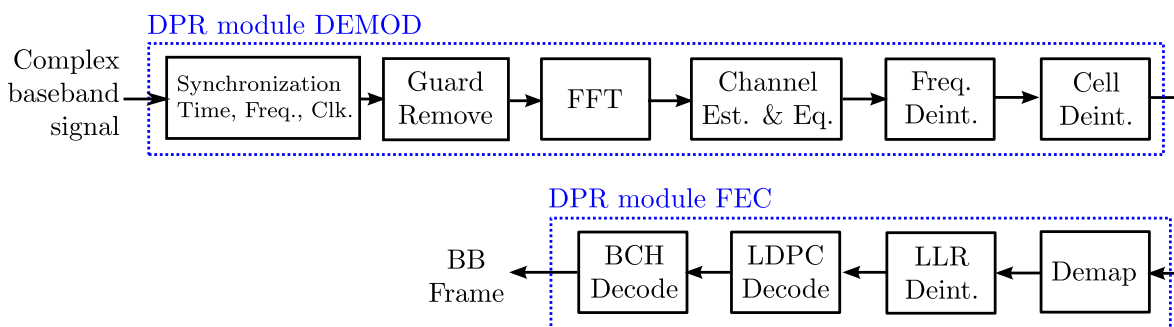 DPR module DEMOD
Complex
baseband
signal
Synchronization
Time, Freq., Clk.
Guard
Remove
FFT
Channel
Est. & Eq.
Freq.
Deint.
Cell
Deint.
DPR module FEC
BB
Frame
BCH
Decode
LDPC
Decode
LLR
Deint.
Demap